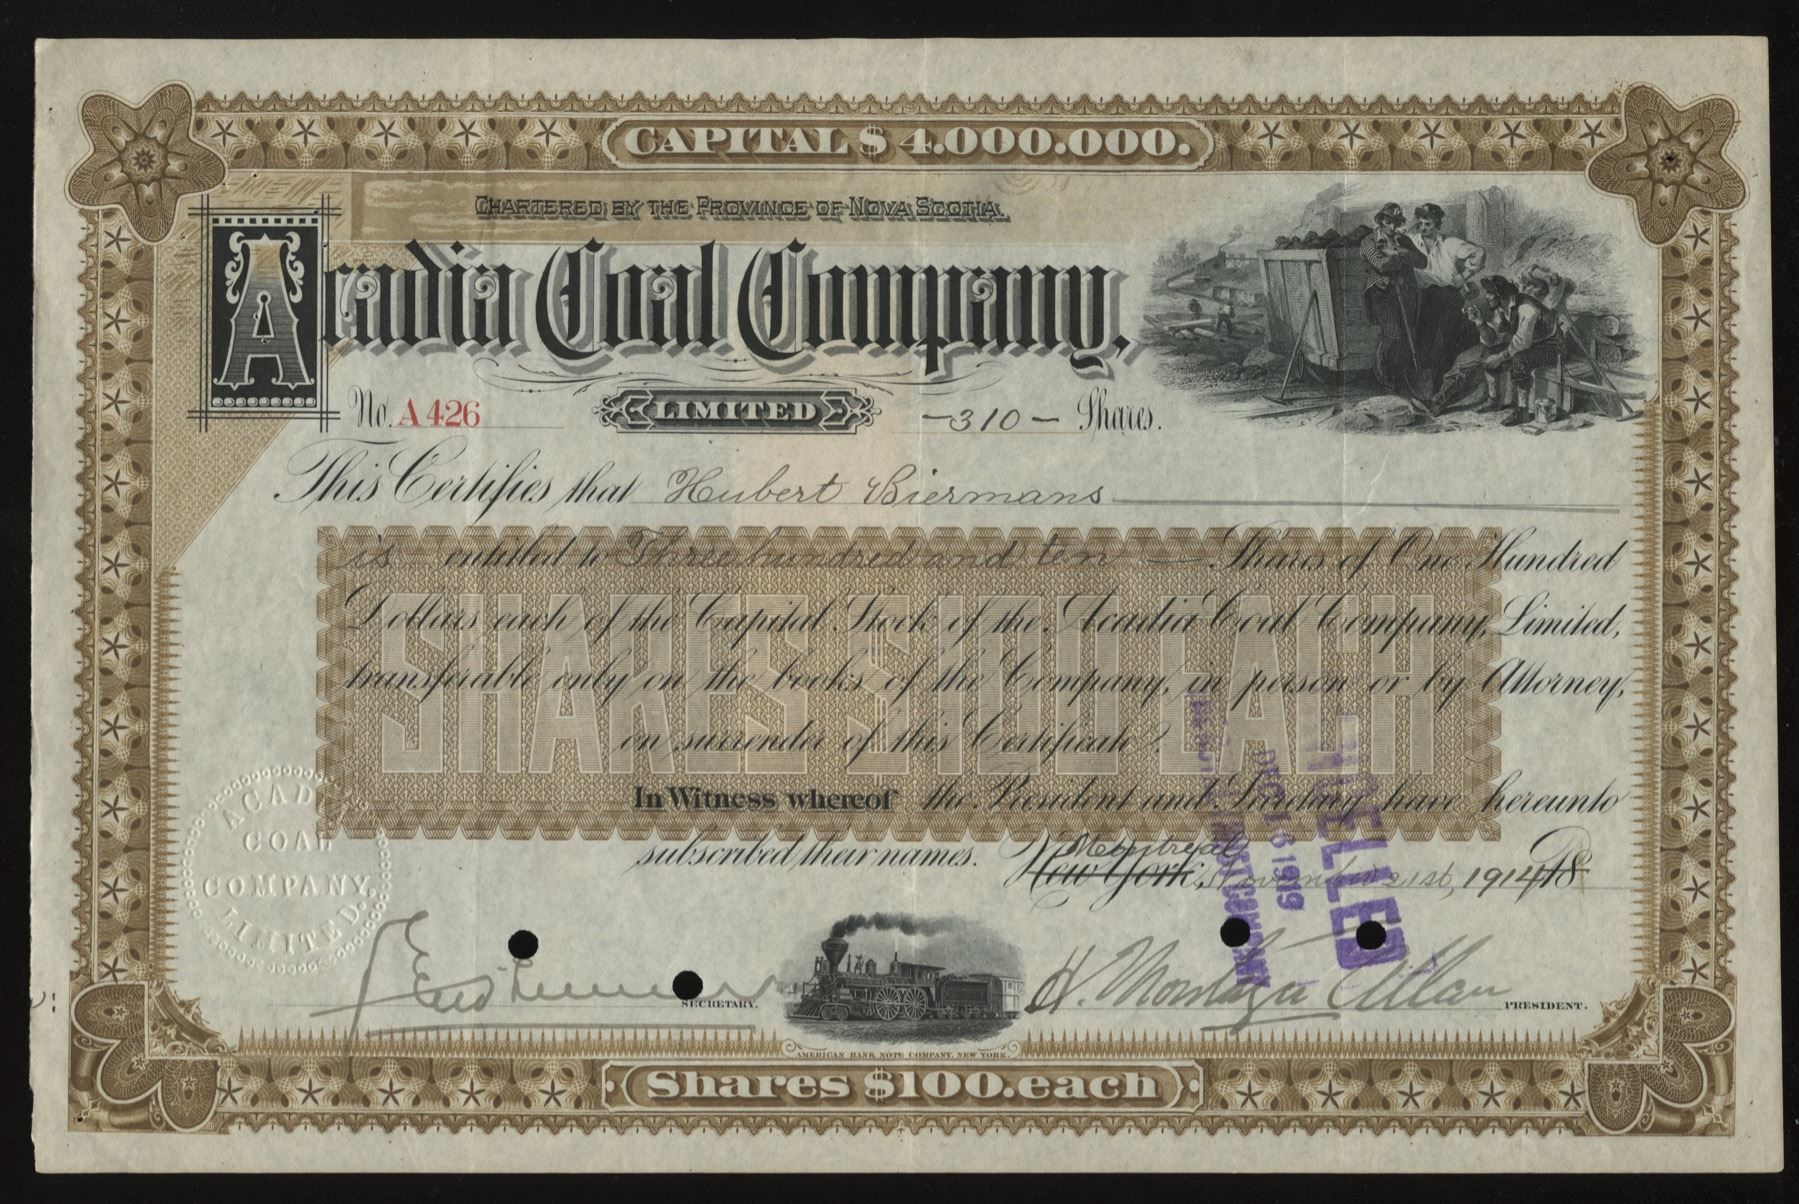 CAPITAL $ 4.000.000.
CHARTERED BY THE PROVINCE OF NOVA SCOTIA.
Acadia Coal Company,
LIMITED
No. A 426
-310- Shares.
This Certifies that Hubert Biermans
is entitled to Three hundred and ten Shares of One Hundred
Dollars each of the Capital Stock of the Acadia Coal Company, Limited,
transferable only on the books of the Company, in person or by Attorney,
on surrender of this Certificate.
SHARES $100 EACH
In Witness whereof the President and Secretary have hereunto
subscribed their names.
Montreal
New York, November 21st, 1918
ACADIA
COAL
COMPANY
LIMITED
CANCELLED
DEC 16 1919
SECRETARY.
H. Montagu Allan
PRESIDENT.
AMERICAN BANK NOTE COMPANY, NEW YORK.
Shares $100. each